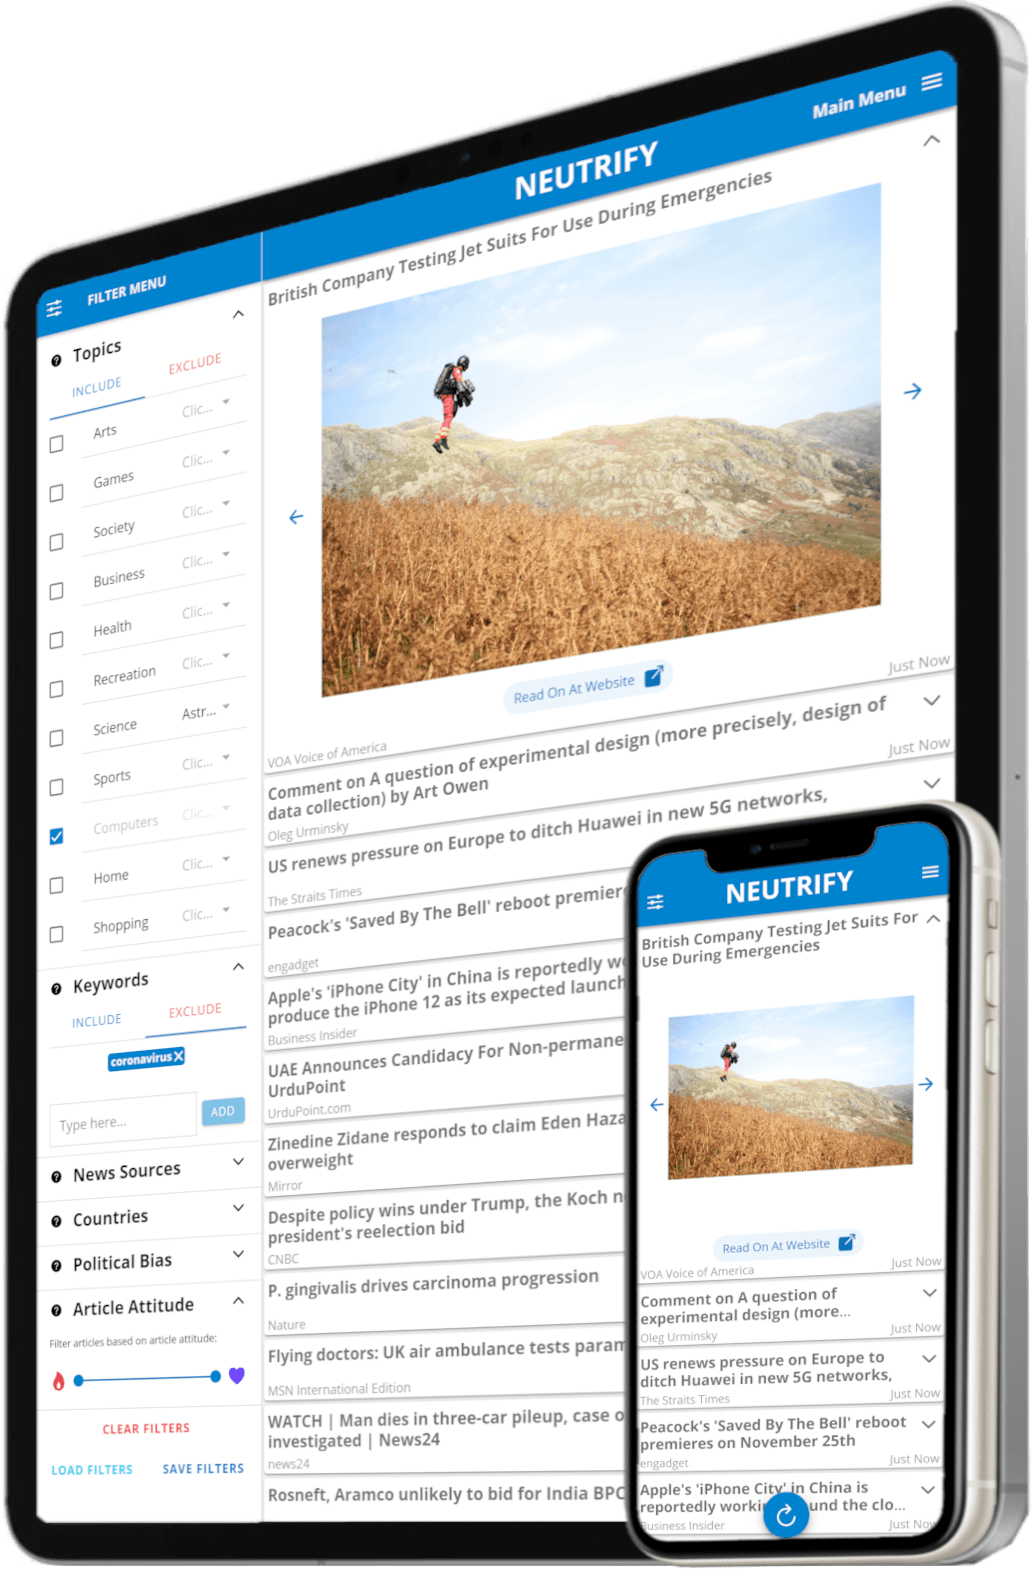 Main Menu
NEUTRIFY
FILTER MENU
Topics
INCLUDE
EXCLUDE
Arts
Clic...
Games
Clic...
Society
Clic...
Business
Clic...
Health
Clic...
Recreation
Clic...
Science
Astr...
Sports
Clic...
Computers
Clic...
Home
Clic...
Shopping
Clic...
Keywords
INCLUDE
EXCLUDE
coronavirus X
Type here...
ADD
News Sources
Countries
Political Bias
Article Attitude
Filter articles based on article attitude:
CLEAR FILTERS
LOAD FILTERS
SAVE FILTERS
British Company Testing Jet Suits For Use During Emergencies
Read On At Website
VOA Voice of America
Just Now
Comment on A question of experimental design (more precisely, design of
data collection) by Art Owen
Oleg Urminsky
Just Now
US renews pressure on Europe to ditch Huawei in new 5G networks,
The Straits Times
Peacock's 'Saved By The Bell' reboot premier
engadget
Apple's 'iPhone City' in China is reportedly w
produce the iPhone 12 as its expected launch
Business Insider
UAE Announces Candidacy For Non-permane
UrduPoint
UrduPoint.com
Zinedine Zidane responds to claim Eden Haza
overweight
Mirror
Despite policy wins under Trump, the Koch n
president's reelection bid
CNBC
P. gingivalis drives carcinoma progression
Nature
Flying doctors: UK air ambulance tests param
MSN International Edition
WATCH | Man dies in three-car pileup, case o
investigated | News24
news24
Rosneft, Aramco unlikely to bid for India BPC
NEUTRIFY
British Company Testing Jet Suits For
Use During Emergencies
Read On At Website
VOA Voice of America
Just Now
Comment on A question of
experimental design (more...
Oleg Urminsky
Just Now
US renews pressure on Europe to
ditch Huawei in new 5G networks,
The Straits Times
Just Now
Peacock's 'Saved By The Bell' reboot
premieres on November 25th
engadget
Just Now
Apple's 'iPhone City' in China is
reportedly worki und the clo...
Business Insider
Just Now